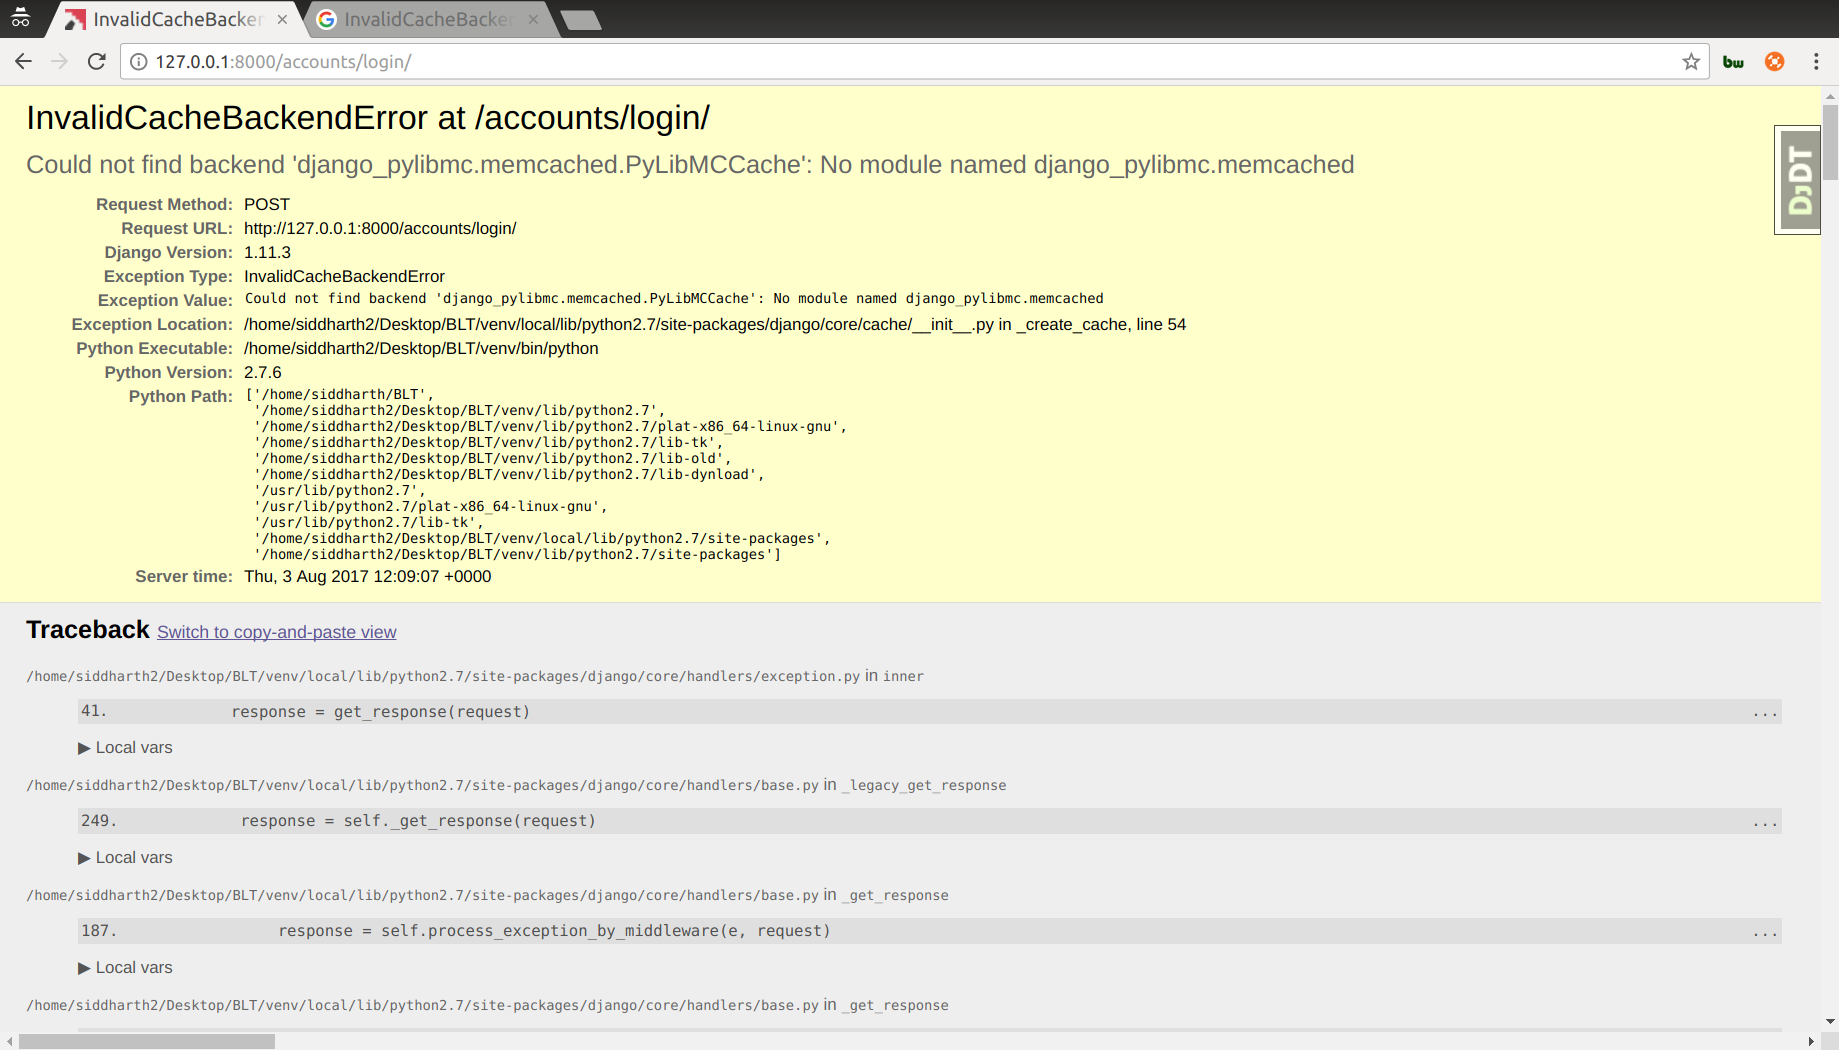 InvalidCacheBacken
InvalidCacheBacken
127.0.0.1:8000/accounts/login/
bw
InvalidCacheBackendError at /accounts/login/
Could not find backend 'django_pylibmc.memcached.PyLibMCCache': No module named django_pylibmc.memcached
DjDT
Request Method: POST
Request URL: http://127.0.0.1:8000/accounts/login/
Django Version: 1.11.3
Exception Type: InvalidCacheBackendError
Exception Value: Could not find backend 'django_pylibmc.memcached.PyLibMCCache': No module named django_pylibmc.memcached
Exception Location: /home/siddharth2/Desktop/BLT/venv/local/lib/python2.7/site-packages/django/core/cache/__init__.py in _create_cache, line 54
Python Executable: /home/siddharth2/Desktop/BLT/venv/bin/python
Python Version: 2.7.6
Python Path: ['/home/siddharth/BLT',
'/home/siddharth2/Desktop/BLT/venv/lib/python2.7',
'/home/siddharth2/Desktop/BLT/venv/lib/python2.7/plat-x86_64-linux-gnu',
'/home/siddharth2/Desktop/BLT/venv/lib/python2.7/lib-tk',
'/home/siddharth2/Desktop/BLT/venv/lib/python2.7/lib-old',
'/home/siddharth2/Desktop/BLT/venv/lib/python2.7/lib-dynload',
'/usr/lib/python2.7',
'/usr/lib/python2.7/plat-x86_64-linux-gnu',
'/usr/lib/python2.7/lib-tk',
'/home/siddharth2/Desktop/BLT/venv/local/lib/python2.7/site-packages',
'/home/siddharth2/Desktop/BLT/venv/lib/python2.7/site-packages']
Server time: Thu, 3 Aug 2017 12:09:07 +0000
Traceback Switch to copy-and-paste view
/home/siddharth2/Desktop/BLT/venv/local/lib/python2.7/site-packages/django/core/handlers/exception.py in inner
41. response = get_response(request) ...
▶ Local vars
/home/siddharth2/Desktop/BLT/venv/local/lib/python2.7/site-packages/django/core/handlers/base.py in _legacy_get_response
249. response = self._get_response(request) ...
▶ Local vars
/home/siddharth2/Desktop/BLT/venv/local/lib/python2.7/site-packages/django/core/handlers/base.py in _get_response
187. response = self.process_exception_by_middleware(e, request) ...
▶ Local vars
/home/siddharth2/Desktop/BLT/venv/local/lib/python2.7/site-packages/django/core/handlers/base.py in _get_response